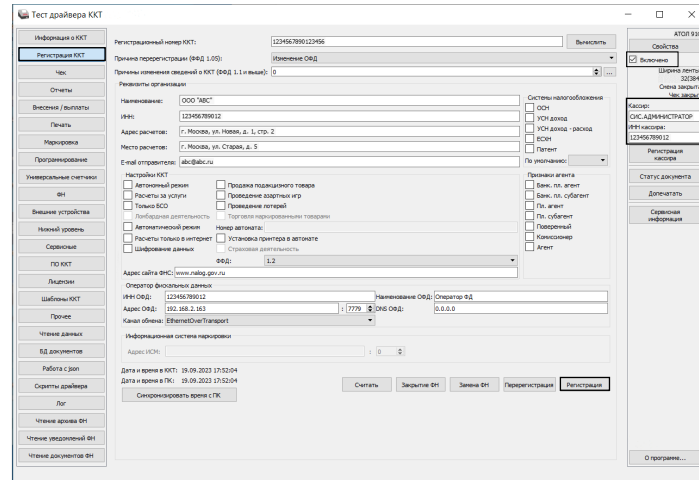 Тест драйвера ККТ
Информация о ККТ
Регистрация ККТ
Чек
Отчеты
Внесения / выплаты
Печать
Маркировка
Программирование
Универсальные счетчики
ФН
Внешние устройства
Нижний уровень
Сервисные
ПО ККТ
Лицензии
Шаблоны ККТ
Прочее
Чтение данных
БД документов
Работа с json
Скрипты драйвера
Лог
Чтение архива ФН
Чтение уведомлений ФН
Чтение документов ФН
Регистрационный номер ККТ: 1234567890123456 Вычислить
Причина перерегистрации (ФФД 1.05): Изменение ОФД
Причины изменения сведений о ККТ (ФФД 1.1 и выше): 0 ...
Реквизиты организации
Наименование: ООО "АВС"
ИНН: 123456789012
Адрес расчетов: г. Москва, ул. Новая, д. 1, стр. 2
Место расчетов: г. Москва, ул. Старая, д. 5
E-mail отправителя: abc@abc.ru
Системы налогообложения
ОСН
УСН доход
УСН доход - расход
ЕСХН
Патент
По умолчанию:
Настройки ККТ
Автономный режим Продажа подакцизного товара
Расчеты за услуги Проведение азартных игр
Только БСО Проведение лотерей
Ломбардная деятельность Торговля маркированными товарами
Автоматический режим Номер автомата:
Расчеты только в интернет Установка принтера в автомате
Шифрование данных Страховая деятельность
ФФД: 1.2
Адрес сайта ФНС: www.nalog.gov.ru
Признаки агента
Банк. пл. агент
Банк. пл. субагент
Пл. агент
Пл. субагент
Поверенный
Комиссионер
Агент
Оператор фискальных данных
ИНН ОФД: 123456789012 Наименование ОФД: Оператор ФД
Адрес ОФД: 192.168.2.163 : 7779 DNS ОФД: 0.0.0.0
Канал обмена: EthernetOverTransport
Информационная система маркировки
Адрес ИСМ: : 0
Дата и время в ККТ: 19.09.2023 17:52:04
Дата и время в ПК: 19.09.2023 17:52:04
Синхронизировать время с ПК
Считать Закрытие ФН Замена ФН Перерегистрация Регистрация
АТОЛ 91
Свойства
Включено
Ширина ленты
32(384
Смена закрыта
Чек закрыт
Кассир:
СИС.АДМИНИСТРАТОР
ИНН кассира:
123456789012
Регистрация
кассира
Статус документа
Допечатать
Сервисная
информация
О программе...